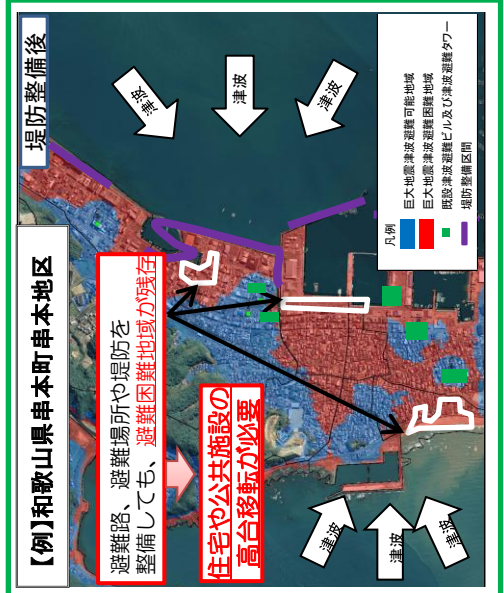 【例】和歌山県串本町串本地区
堤防整備後
避難路、避難場所や堤防を
整備しても、避難困難地域が残存
住宅や公共施設の
高台移転が必要
津波
津波
津波
津波
津波
津波
凡例
巨大地震津波避難可能地域
巨大地震津波避難困難地域
既設津波避難ビル及び津波避難タワー
堤防整備区間